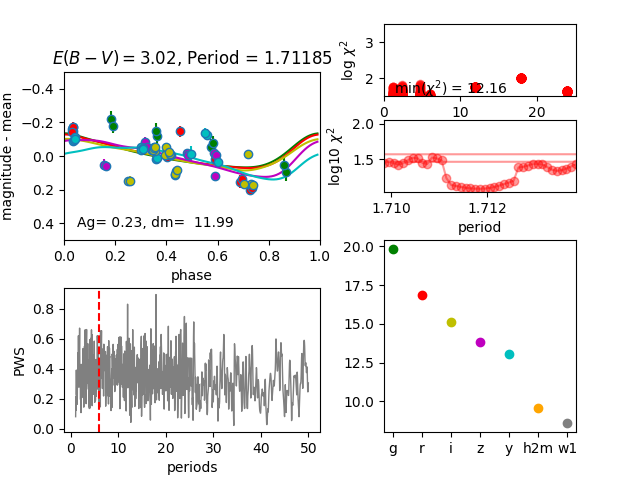 E(B − V) = 3.02, Period = 1.71185
magnitude - mean
−0.4
−0.2
0.0
0.2
0.4
Ag= 0.23, dm=  11.99
0.0 0.2 0.4 0.6 0.8 1.0
phase
log χ²
3
2
min(χ²) = 12.16
0 10 20
log10 χ²
2.0
1.5
1.710 1.712
period
PWS
0.8
0.6
0.4
0.2
0.0
0 10 20 30 40 50
periods
20.0
17.5
15.0
12.5
10.0
g r i z y h2m w1